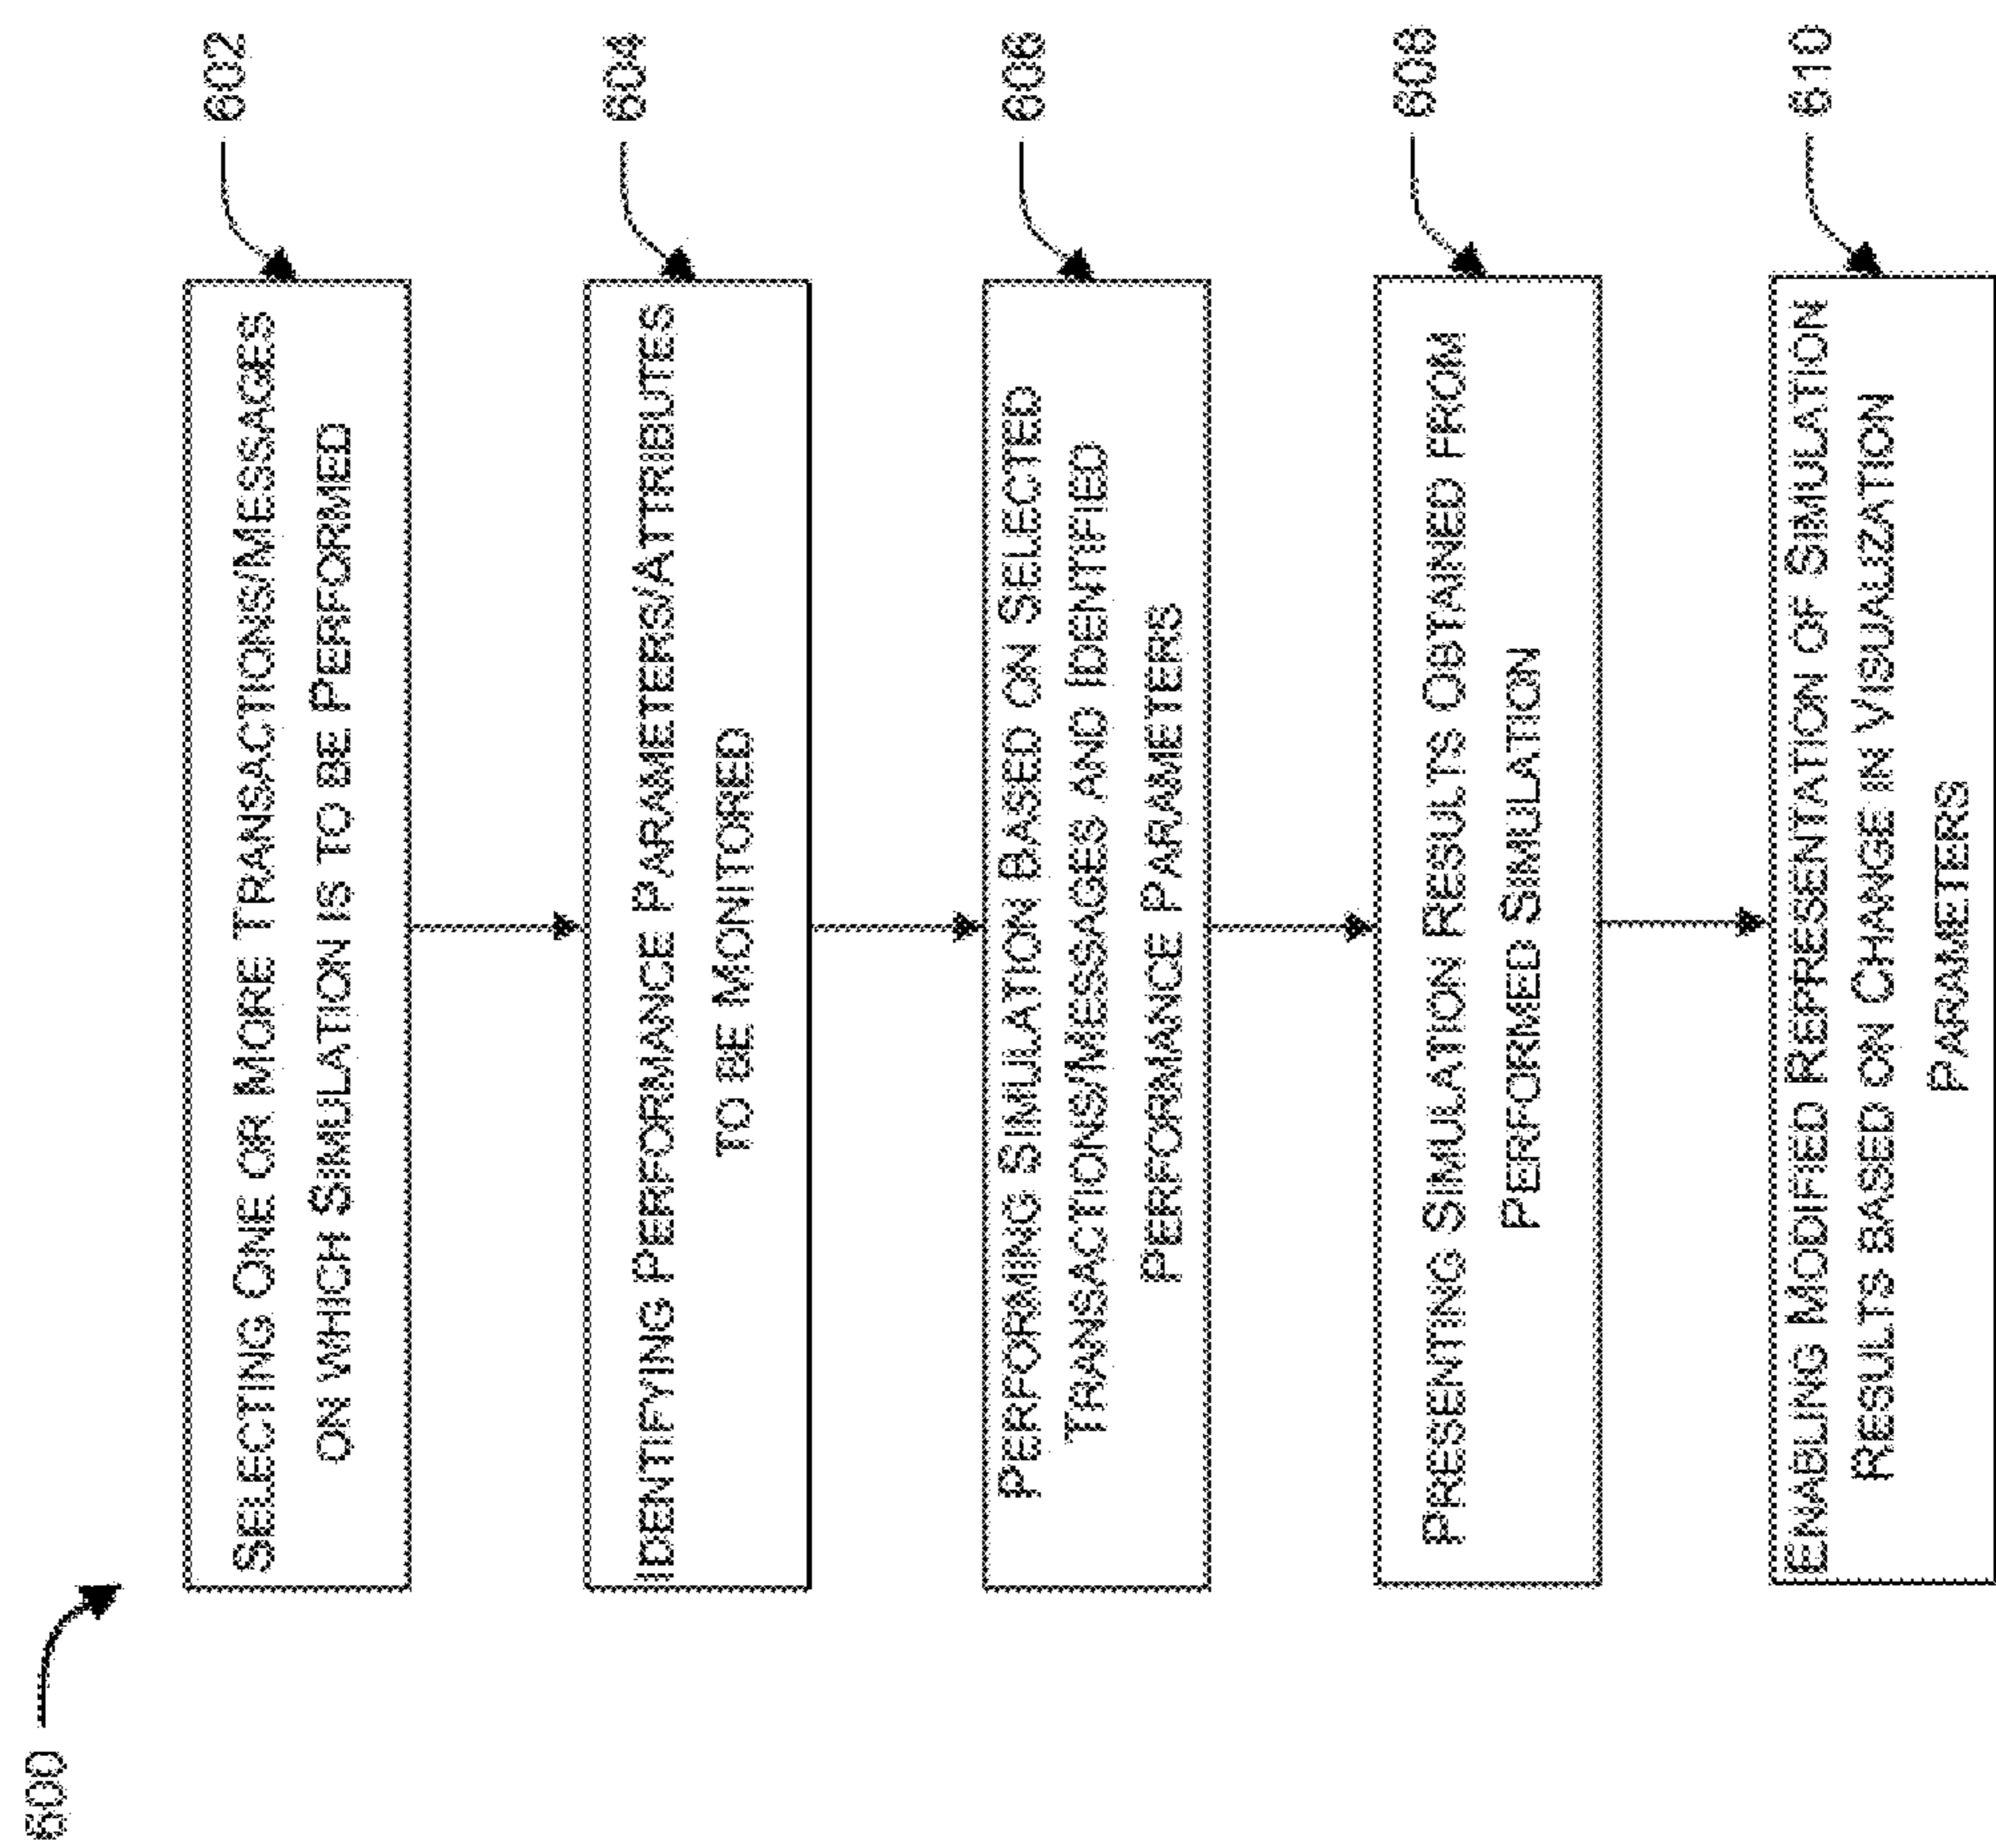 600
602
SELECTING ONE OR MORE TRANSACTIONS/MESSAGES
ON WHICH SIMULATION IS TO BE PERFORMED
604
IDENTIFYING PERFORMANCE PARAMETERS/ATTRIBUTES
TO BE MONITORED
606
PERFORMING SIMULATION BASED ON SELECTED
TRANSACTIONS/MESSAGES AND IDENTIFIED
PERFORMANCE PARAMETERS
608
PRESENTING SIMULATION RESULTS OBTAINED FROM
PERFORMED SIMULATION
610
ENABLING MODIFIED REPRESENTATION OF SIMULATION
RESULTS BASED ON CHANGE IN VISUALIZATION
PARAMETERS